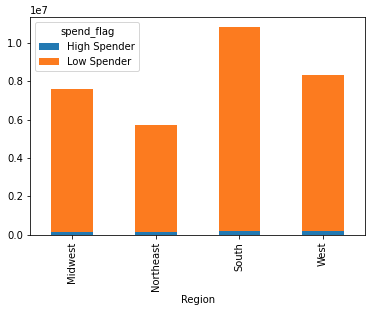 1e7
spend_flag
High Spender
Low Spender
1.0
0.8
0.6
0.4
0.2
0.0
Midwest
Northeast
South
West
Region